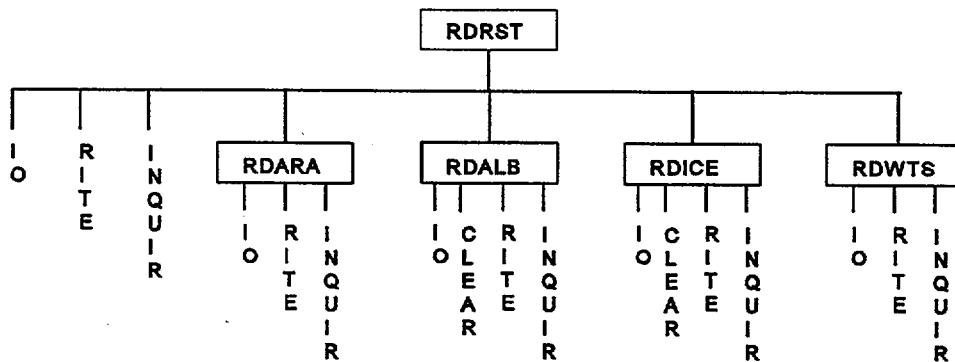 RDRST
IO
RITE
INQUIR
RDARA
RDALB
RDICE
RDWTS
IO
RITE
INQUIR
IO
CLEAR
RITE
INQUIR
IO
CLEAR
RITE
INQUIR
IO
RITE
INQUIR